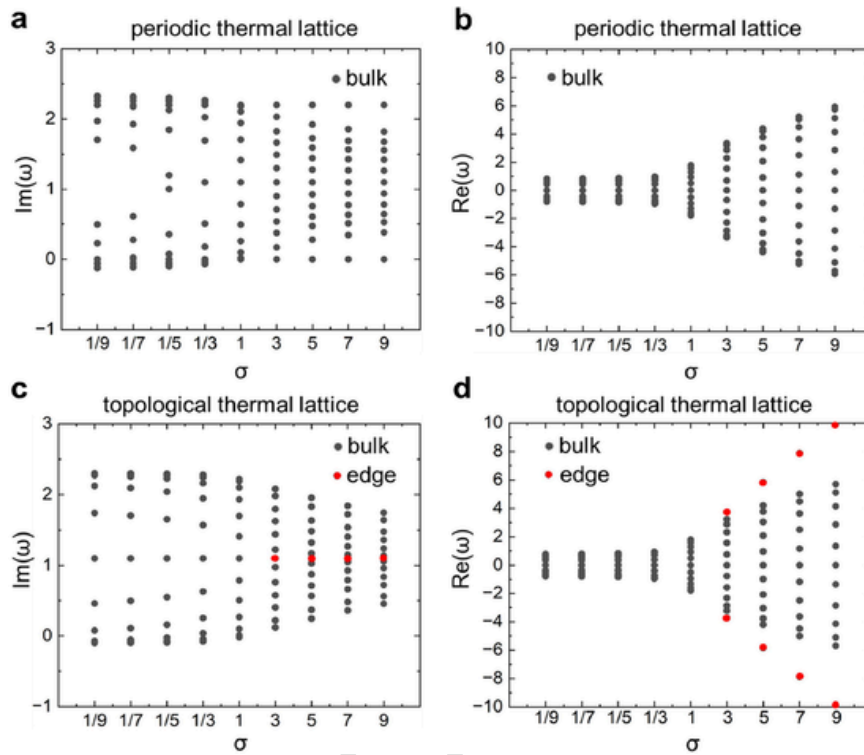 a
periodic thermal lattice
3
2
1
0
−1
Im(ω)
bulk
1/9 1/7 1/5 1/3 1 3 5 7 9
σ
b
periodic thermal lattice
10
8
6
4
2
0
−2
−4
−6
−8
−10
Re(ω)
bulk
1/9 1/7 1/5 1/3 1 3 5 7 9
σ
c
topological thermal lattice
3
2
1
0
−1
Im(ω)
bulk
edge
1/9 1/7 1/5 1/3 1 3 5 7 9
σ
d
topological thermal lattice
10
8
6
4
2
0
−2
−4
−6
−8
−10
Re(ω)
bulk
edge
1/9 1/7 1/5 1/3 1 3 5 7 9
σ